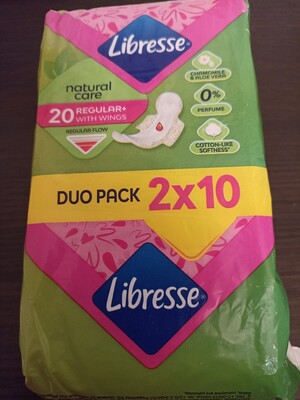 Libresse
natural
care
20 REGULAR+
WITH WINGS
REGULAR FLOW
CHAMOMILE
& ALOE VERA
0%
PERFUME
COTTON-LIKE
SOFTNESS*
DUO PACK 2x10
Libresse